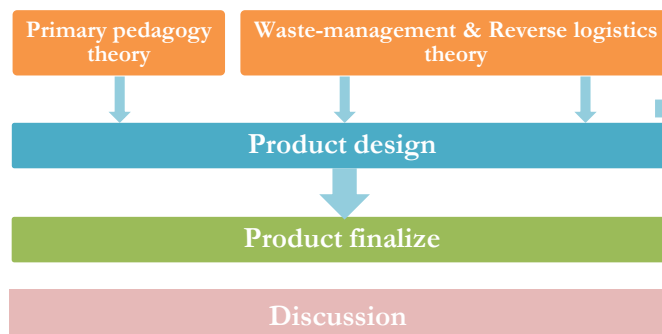 Primary pedagogy
theory
Waste-management & Reverse logistics
theory
Product design
Product finalize
Discussion